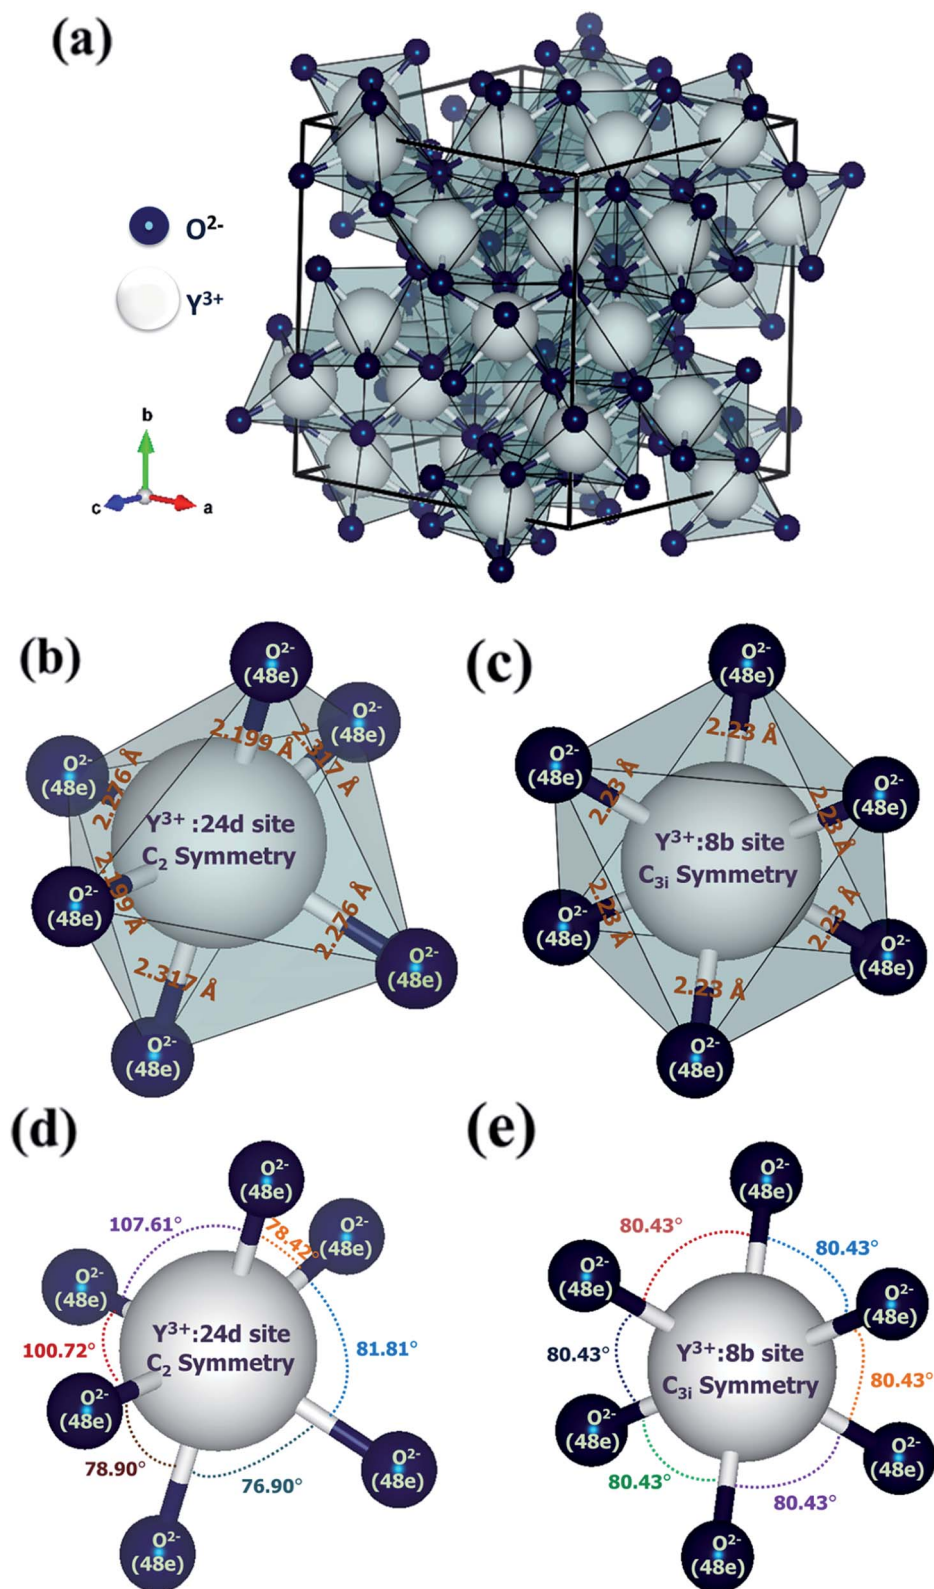 (a)
O²⁻
Y³⁺
b
c
a
(b)
O²⁻
(48e)
O²⁻
(48e)
2.199 Å
2.317 Å
O²⁻
(48e)
2.276 Å
Y³⁺ :24d site
C₂ Symmetry
O²⁻
(48e)
2.199 Å
2.276 Å
O²⁻
(48e)
2.317 Å
O²⁻
(48e)
(c)
O²⁻
(48e)
2.23 Å
O²⁻
(48e)
2.23 Å
O²⁻
(48e)
2.23 Å
Y³⁺:8b site
C₃ᵢ Symmetry
O²⁻
(48e)
2.23 Å
2.23 Å
O²⁻
(48e)
2.23 Å
O²⁻
(48e)
(d)
O²⁻
(48e)
107.61°
78.42°
O²⁻
(48e)
O²⁻
(48e)
Y³⁺:24d site
C₂ Symmetry
100.72°
81.81°
O²⁻
(48e)
78.90°
76.90°
O²⁻
(48e)
O²⁻
(48e)
(e)
O²⁻
(48e)
80.43°
80.43°
O²⁻
(48e)
O²⁻
(48e)
80.43°
Y³⁺:8b site
C₃ᵢ Symmetry
80.43°
O²⁻
(48e)
O²⁻
(48e)
80.43°
80.43°
O²⁻
(48e)